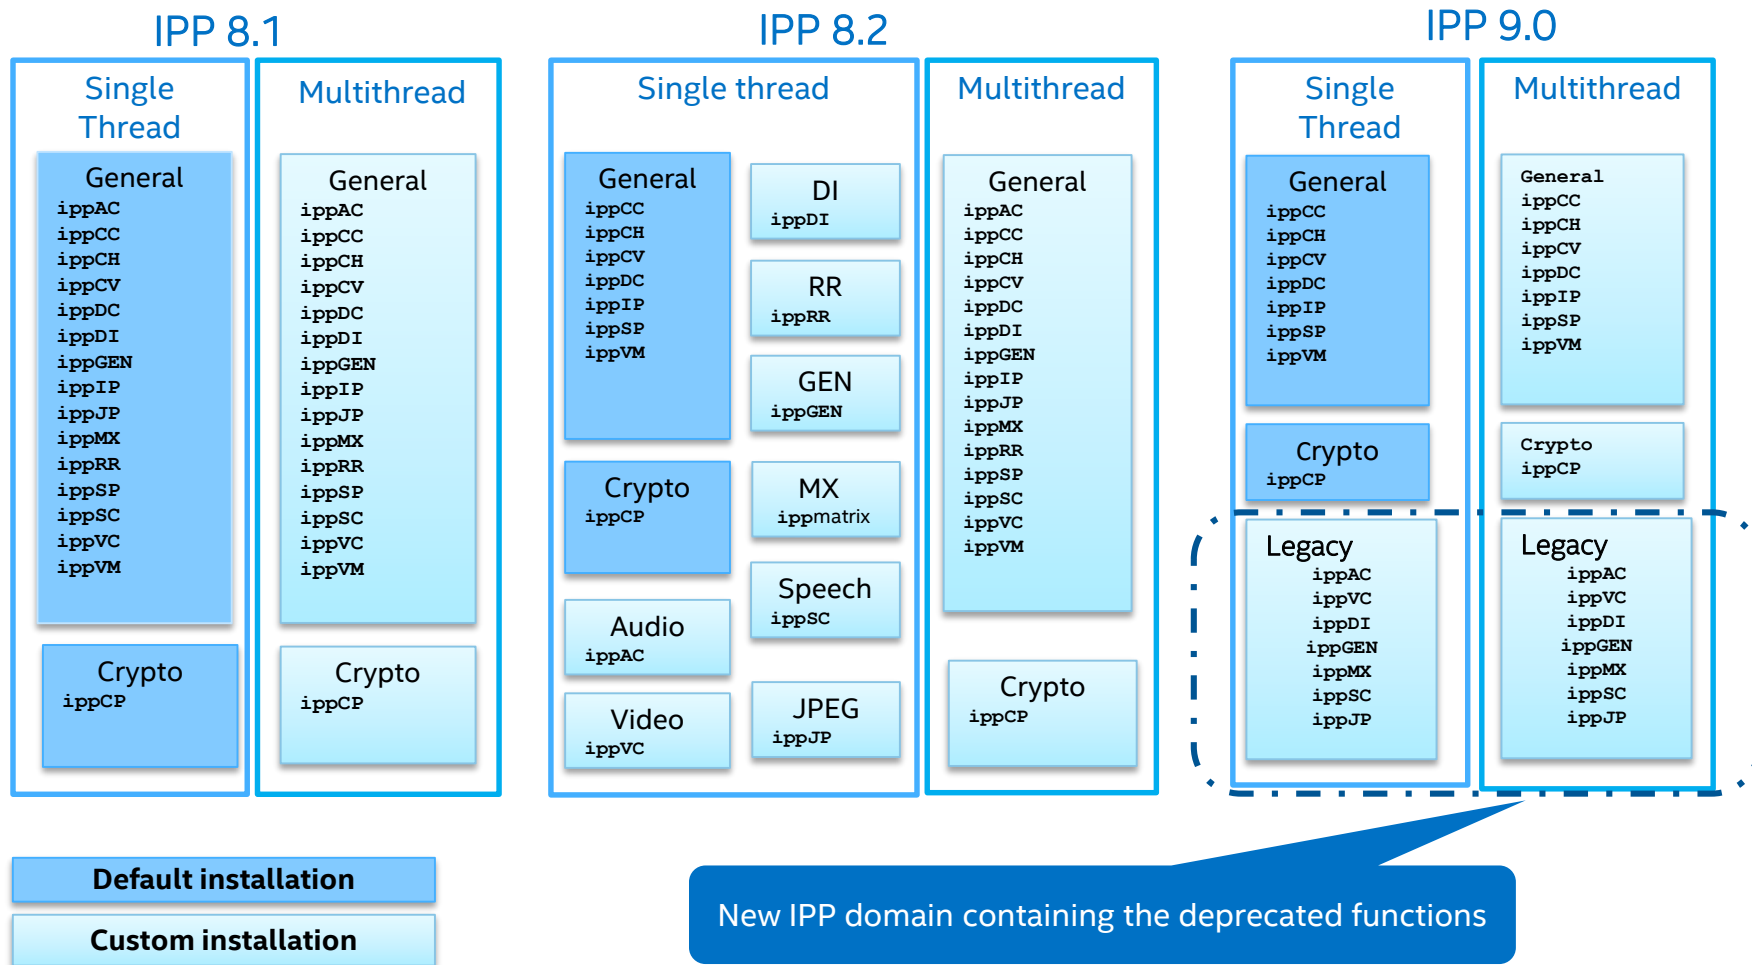 IPP 8.1
Single
Thread
General
ippAC
ippCC
ippCH
ippCV
ippDC
ippDI
ippGEN
ippIP
ippJP
ippMX
ippRR
ippSP
ippSC
ippVC
ippVM
Crypto
ippCP
Multithread
General
ippAC
ippCC
ippCH
ippCV
ippDC
ippDI
ippGEN
ippIP
ippJP
ippMX
ippRR
ippSP
ippSC
ippVC
ippVM
Crypto
ippCP
IPP 8.2
Single thread
General
ippCC
ippCH
ippCV
ippDC
ippIP
ippSP
ippVM
Crypto
ippCP
Audio
ippAC
Video
ippVC
DI
ippDI
RR
ippRR
GEN
ippGEN
MX
ippmatrix
Speech
ippSC
JPEG
ippJP
Multithread
General
ippAC
ippCC
ippCH
ippCV
ippDC
ippDI
ippGEN
ippIP
ippJP
ippMX
ippRR
ippSP
ippSC
ippVC
ippVM
Crypto
ippCP
IPP 9.0
Single
Thread
General
ippCC
ippCH
ippCV
ippDC
ippIP
ippSP
ippVM
Crypto
ippCP
Legacy
ippAC
ippVC
ippDI
ippGEN
ippMX
ippSC
ippJP
Multithread
General
ippCC
ippCH
ippCV
ippDC
ippIP
ippSP
ippVM
Crypto
ippCP
Legacy
ippAC
ippVC
ippDI
ippGEN
ippMX
ippSC
ippJP
Default installation
Custom installation
New IPP domain containing the deprecated functions